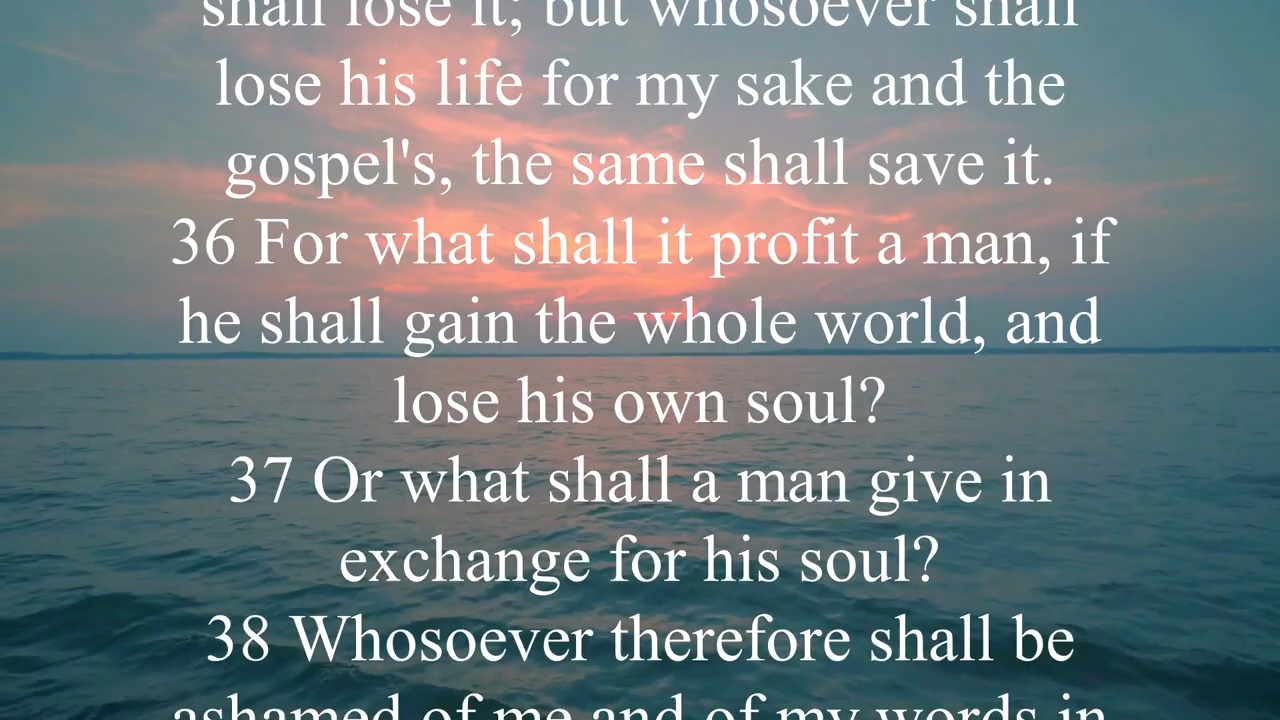 shall lose it; but whosoever shall
lose his life for my sake and the
gospel's, the same shall save it.
36 For what shall it profit a man, if
he shall gain the whole world, and
lose his own soul?
37 Or what shall a man give in
exchange for his soul?
38 Whosoever therefore shall be
ashamed of me and of my words in